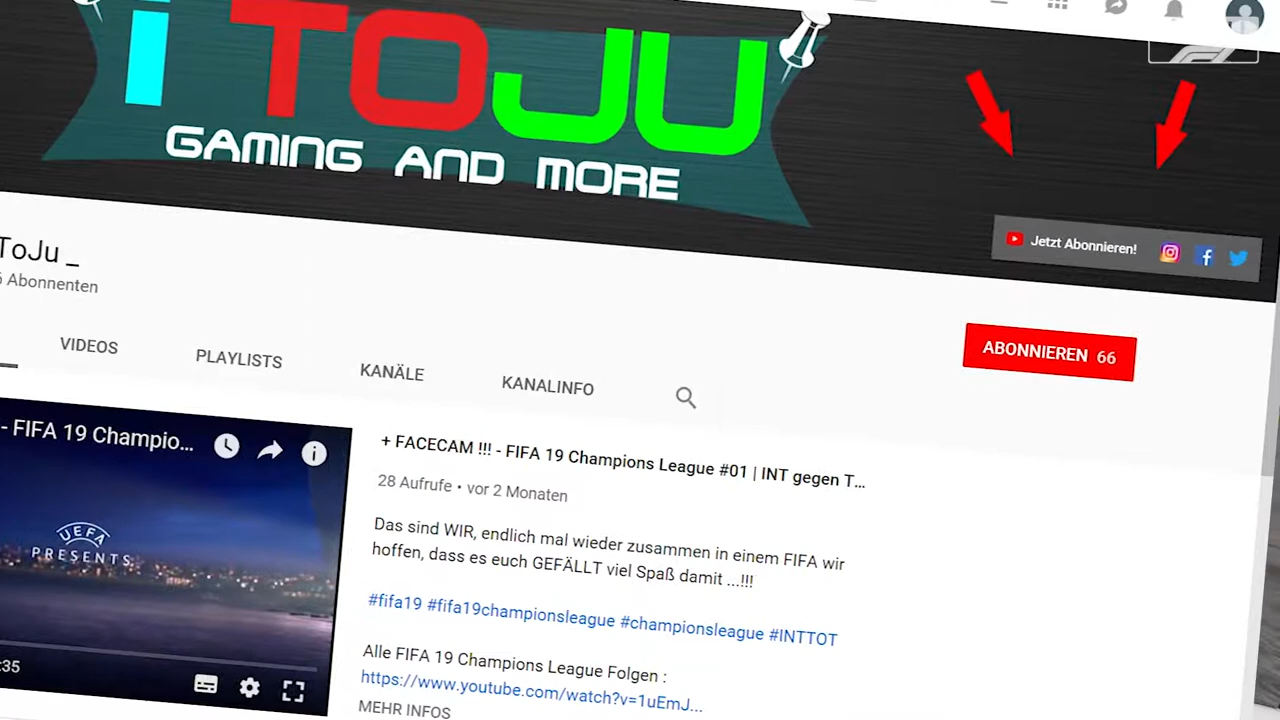 i TOJU
GAMING AND MORE
Jetzt Abonnieren!
ToJu _
6 Abonnenten
ABONNIEREN 66
VIDEOS
PLAYLISTS
KANÄLE
KANALINFO
- FIFA 19 Champio...
+ FACECAM !!! - FIFA 19 Champions League #01 | INT gegen T...
28 Aufrufe • vor 2 Monaten
Das sind WIR, endlich mal wieder zusammen in einem FIFA wir
hoffen, dass es euch GEFÄLLT viel Spaß damit ...!!!
UEFA
PRESENTS
#fifa19 #fifa19championsleague #championsleague #INTTOT
Alle FIFA 19 Champions League Folgen :
https://www.youtube.com/watch?v=1uEmJ...
:35
MEHR INFOS